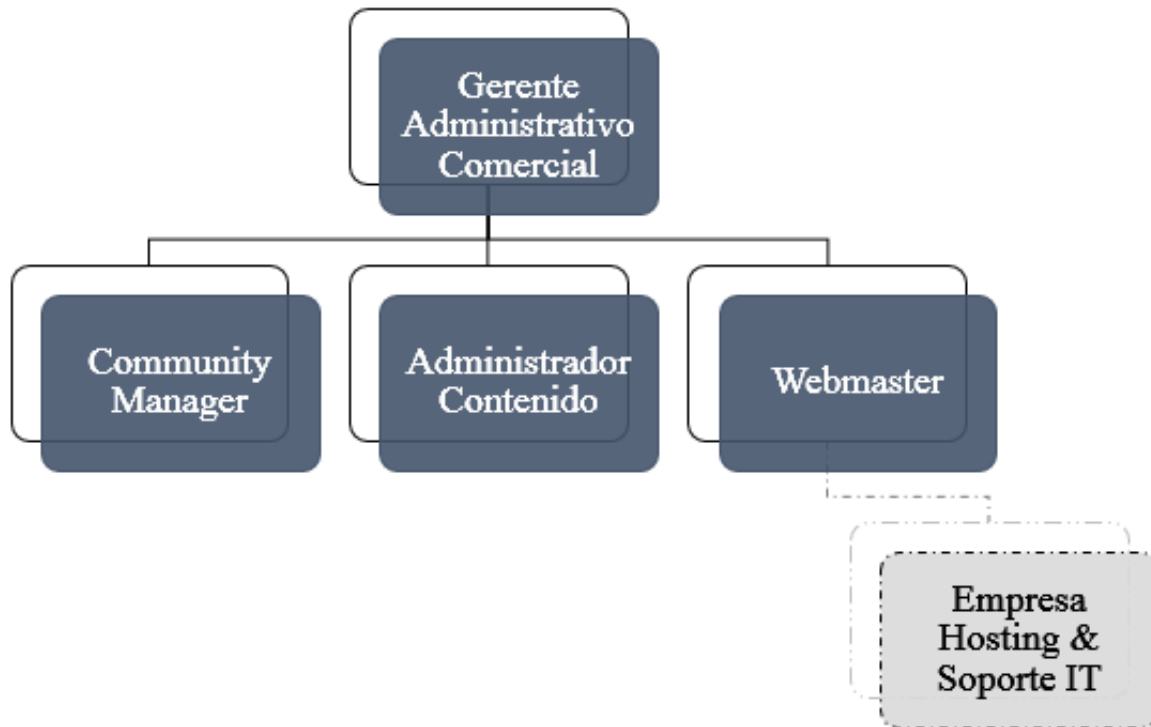 Gerente
Administrativo
Comercial
Community
Manager
Administrador
Contenido
Webmaster
Empresa
Hosting &
Soporte IT